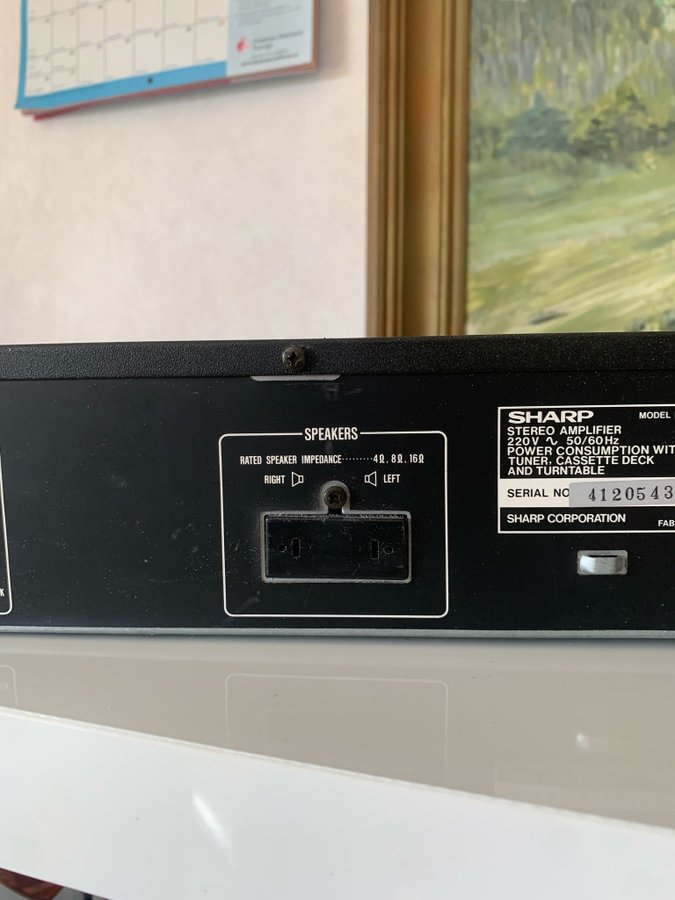 SPEAKERS
RATED SPEAKER IMPEDANCE········4Ω, 8Ω, 16Ω
RIGHT LEFT
SHARP MODEL
STEREO AMPLIFIER
220V ∿ 50/60Hz
POWER CONSUMPTION WIT
TUNER, CASSETTE DECK
AND TURNTABLE
SERIAL NO 4120543
SHARP CORPORATION FAB
K